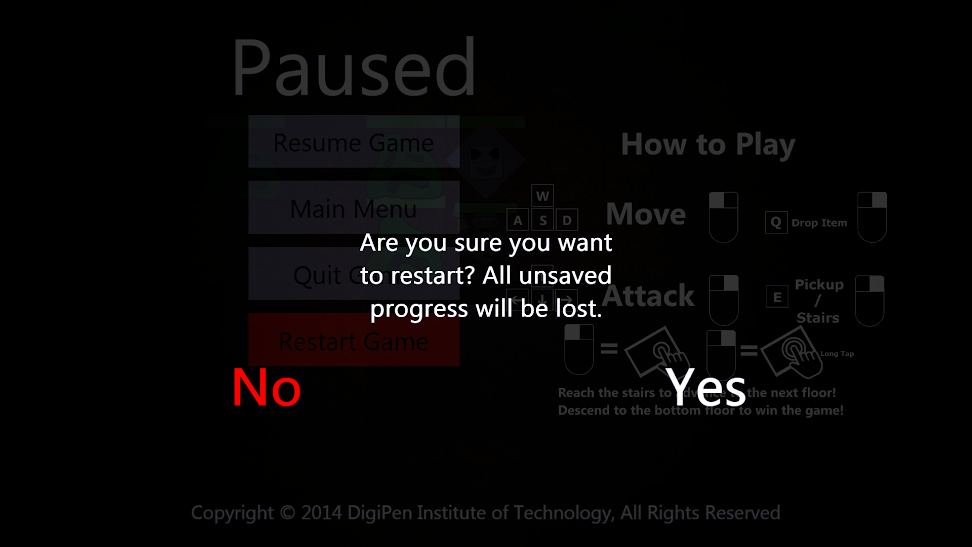 Paused
Resume Game
Main Menu
Quit
Restart Game
How to Play
W
A S D
Move
Q Drop Item
Attack
E Pickup
/
Stairs
=
= Long Tap
Reach the stairs to advance to the next floor!
Descend to the bottom floor to win the game!
Are you sure you want
to restart? All unsaved
progress will be lost.
No
Yes
Copyright © 2014 DigiPen Institute of Technology, All Rights Reserved